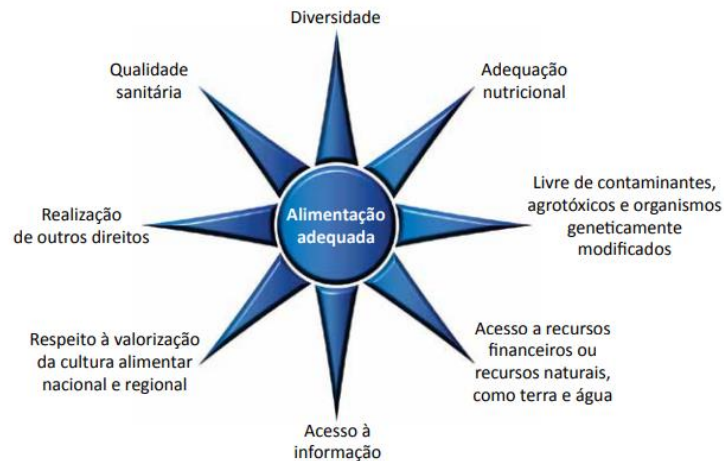 Diversidade
Qualidade
sanitária
Adequação
nutricional
Realização
de outros direitos
Alimentação
adequada
Livre de contaminantes,
agrotóxicos e organismos
geneticamente
modificados
Respeito à valorização
da cultura alimentar
nacional e regional
Acesso a recursos
financeiros ou
recursos naturais,
como terra e água
Acesso à
informação